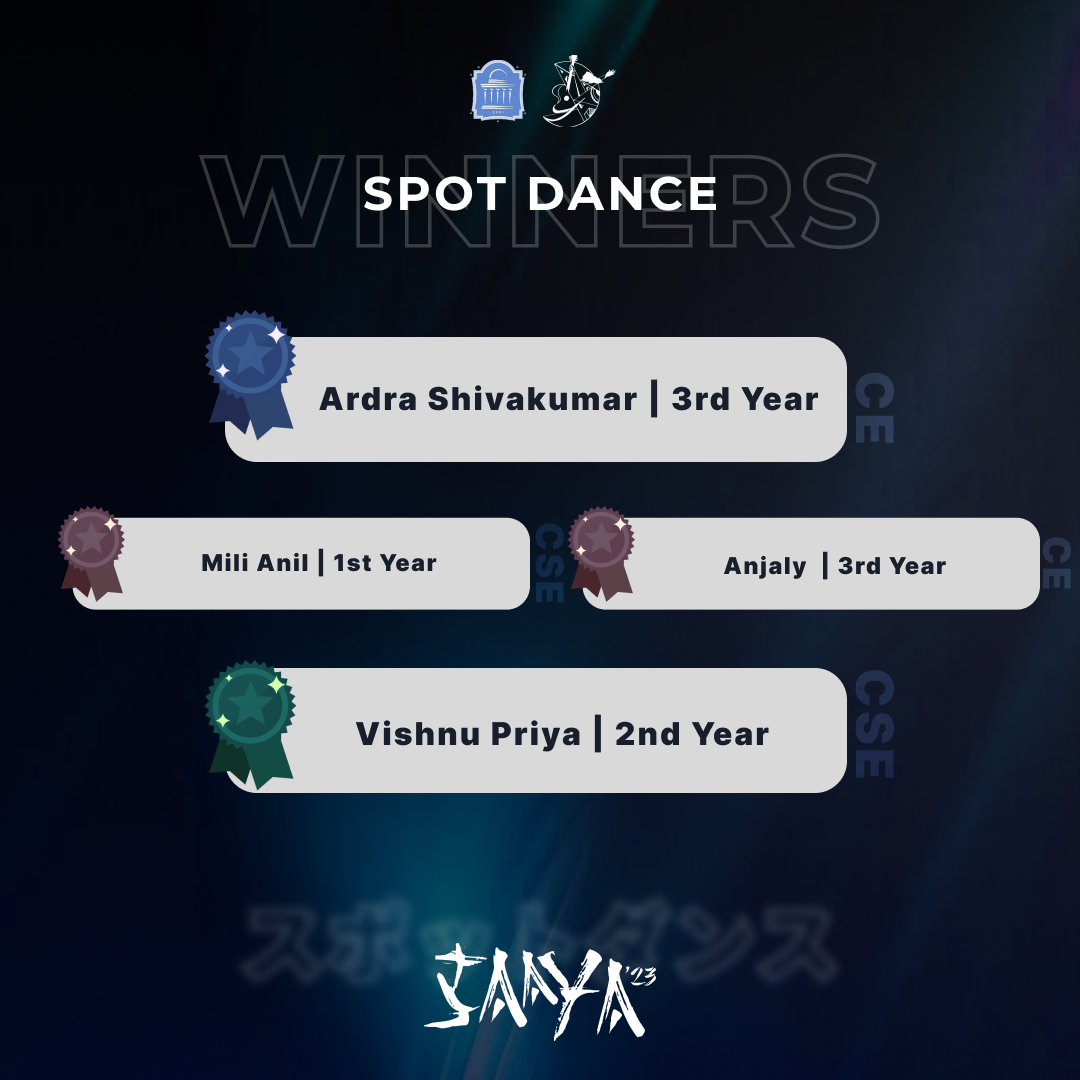 WINNERS
SPOT DANCE
Ardra Shivakumar | 3rd Year
CE
Mili Anil | 1st Year
CSE
Anjaly | 3rd Year
CE
Vishnu Priya | 2nd Year
CSE
スポットダンス
SAAYA '23